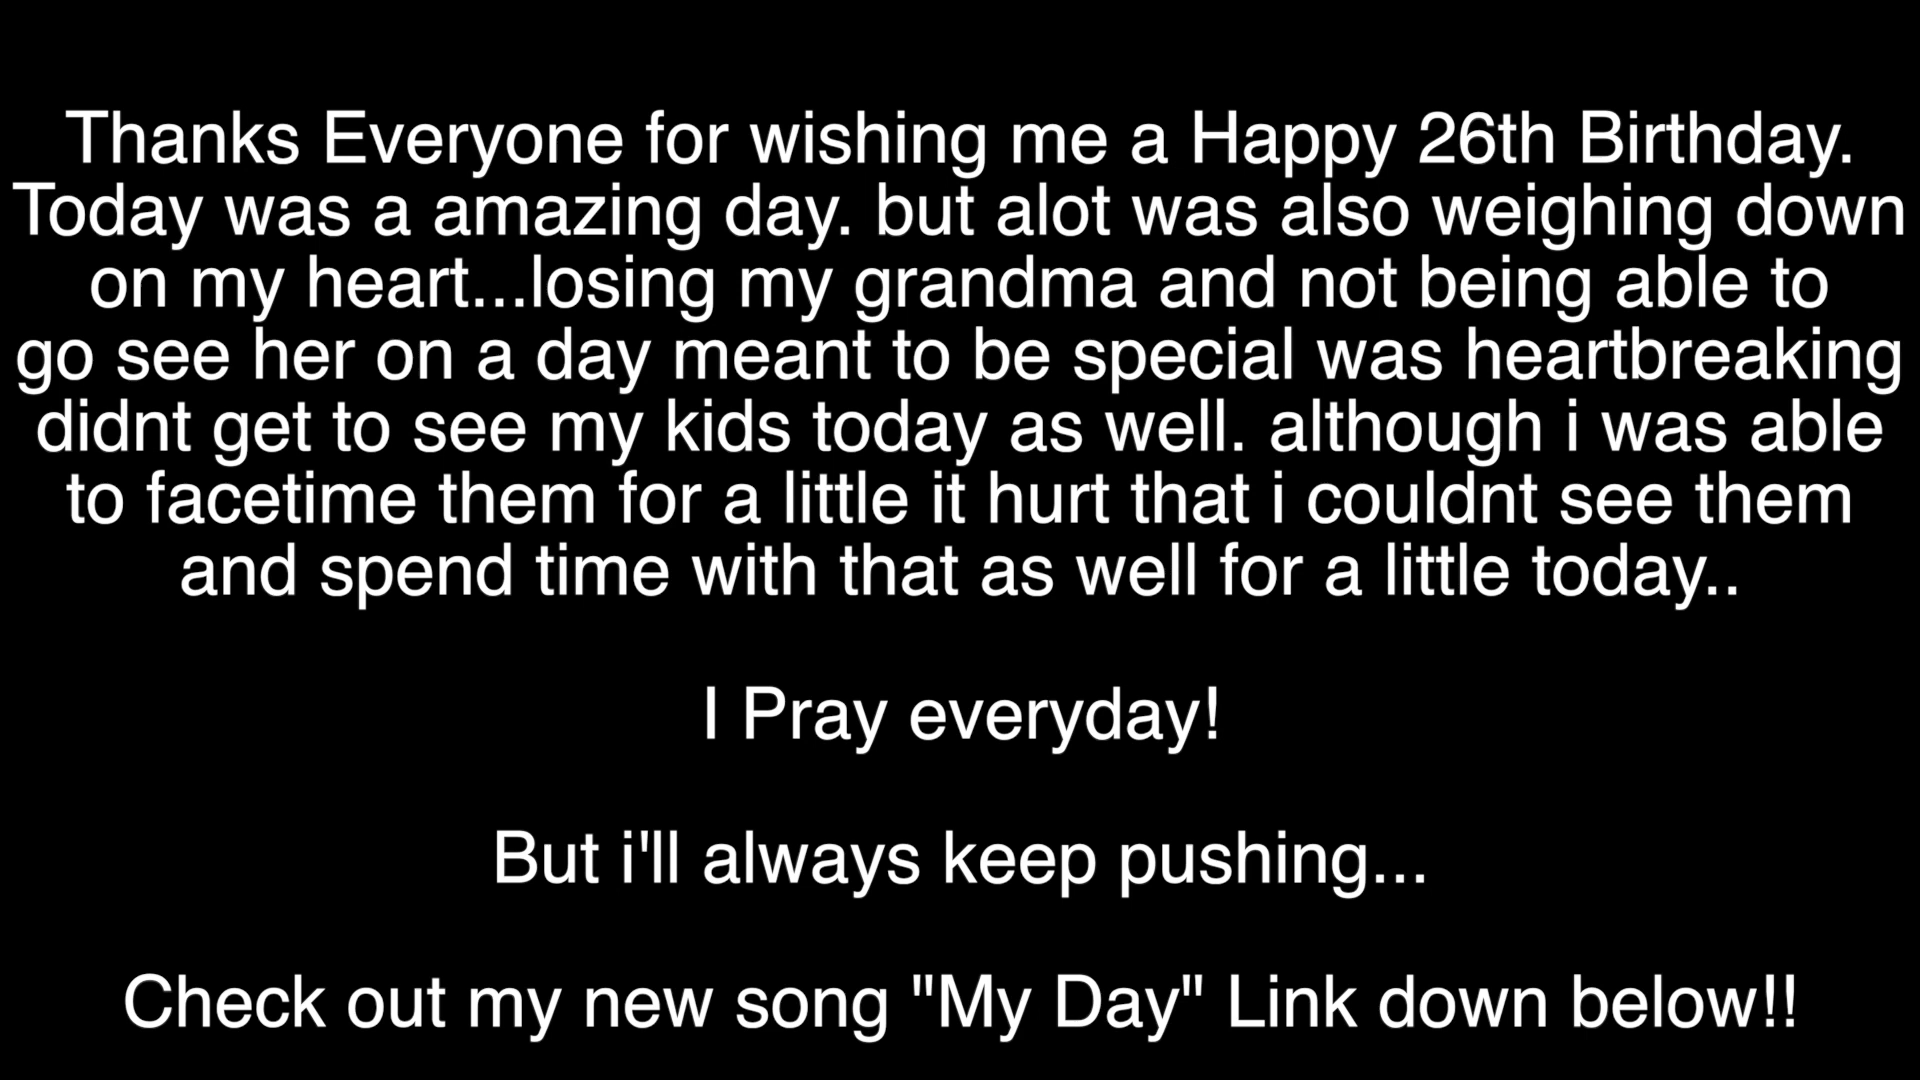 Thanks Everyone for wishing me a Happy 26th Birthday.
Today was a amazing day. but alot was also weighing down
on my heart...losing my grandma and not being able to
go see her on a day meant to be special was heartbreaking
didnt get to see my kids today as well. although i was able
to facetime them for a little it hurt that i couldnt see them
and spend time with that as well for a little today..
I Pray everyday!
But i'll always keep pushing...
Check out my new song "My Day" Link down below!!